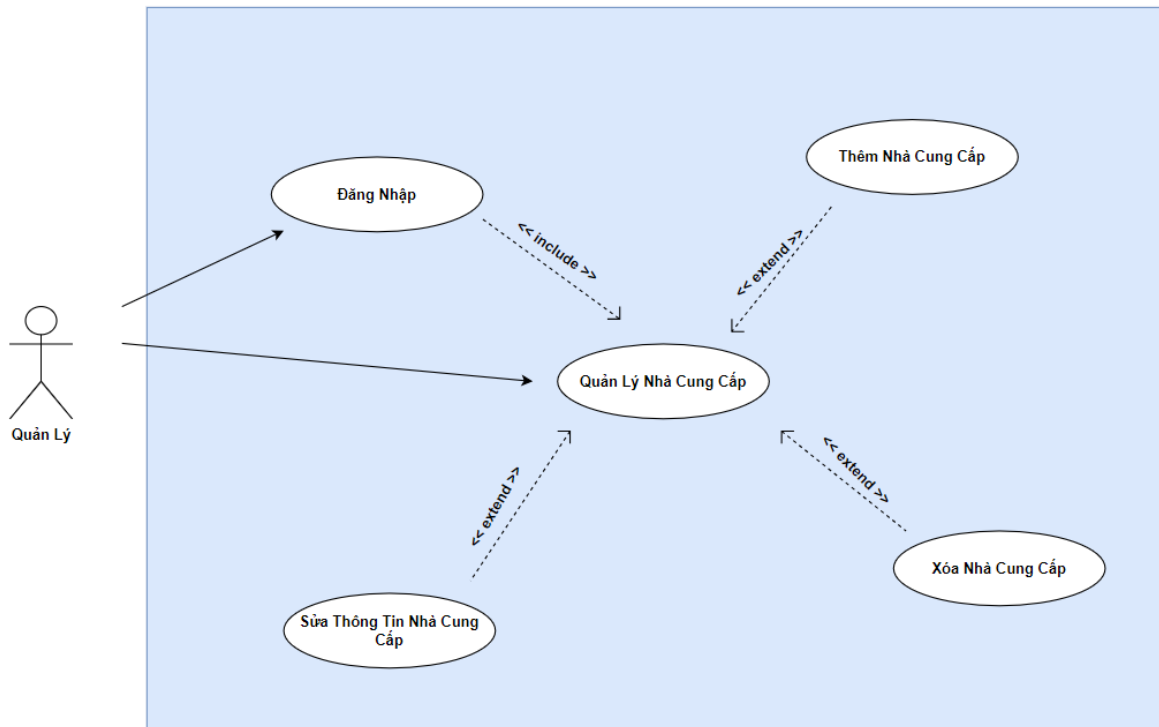 Thêm Nhà Cung Cấp
Đăng Nhập
<< include >>
<< extend >>
Quản Lý Nhà Cung Cấp
Quản Lý
<< extend >>
<< extend >>
Xóa Nhà Cung Cấp
Sửa Thông Tin Nhà Cung
Cấp